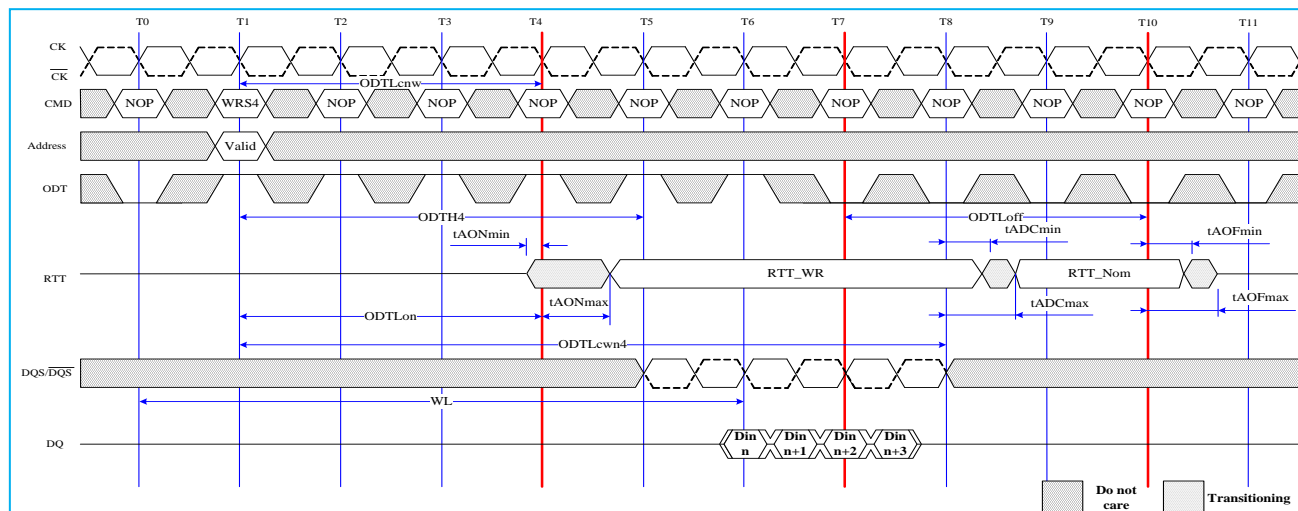 T0 T1 T2 T3 T4 T5 T6 T7 T8 T9 T10 T11
CK
CK
ODTLcnw
CMD NOP WRS4 NOP NOP NOP NOP NOP NOP NOP NOP NOP NOP
Address Valid
ODT
ODTH4 ODTLoff
tAONmin tADCmin tAOFmin
RTT RTT_WR RTT_Nom
tAONmax tADCmax tAOFmax
ODTLon
ODTLcwn4
DQS/DQS
WL
DQ Din n Din n+1 Din n+2 Din n+3
Do not care Transitioning